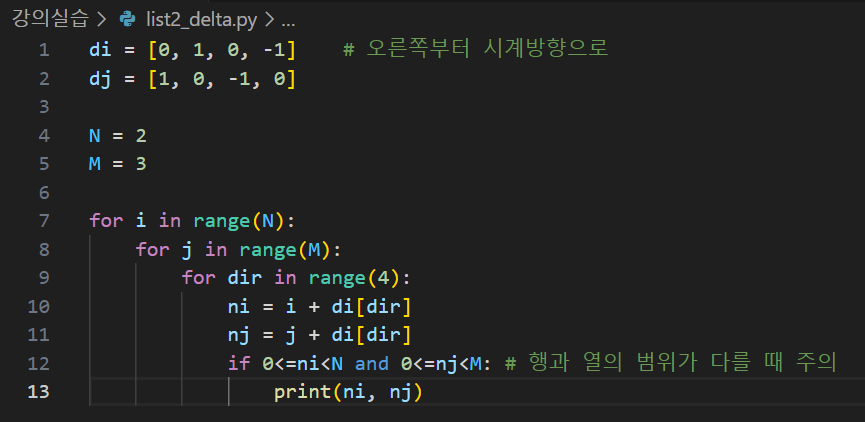 강의실습 > list2_delta.py > ...
1 di = [0, 1, 0, -1]    # 오른쪽부터 시계방향으로
2 dj = [1, 0, -1, 0]
3
4 N = 2
5 M = 3
6
7 for i in range(N):
8     for j in range(M):
9         for dir in range(4):
10             ni = i + di[dir]
11             nj = j + di[dir]
12             if 0<=ni<N and 0<=nj<M: # 행과 열의 범위가 다를 때 주의
13                 print(ni, nj)